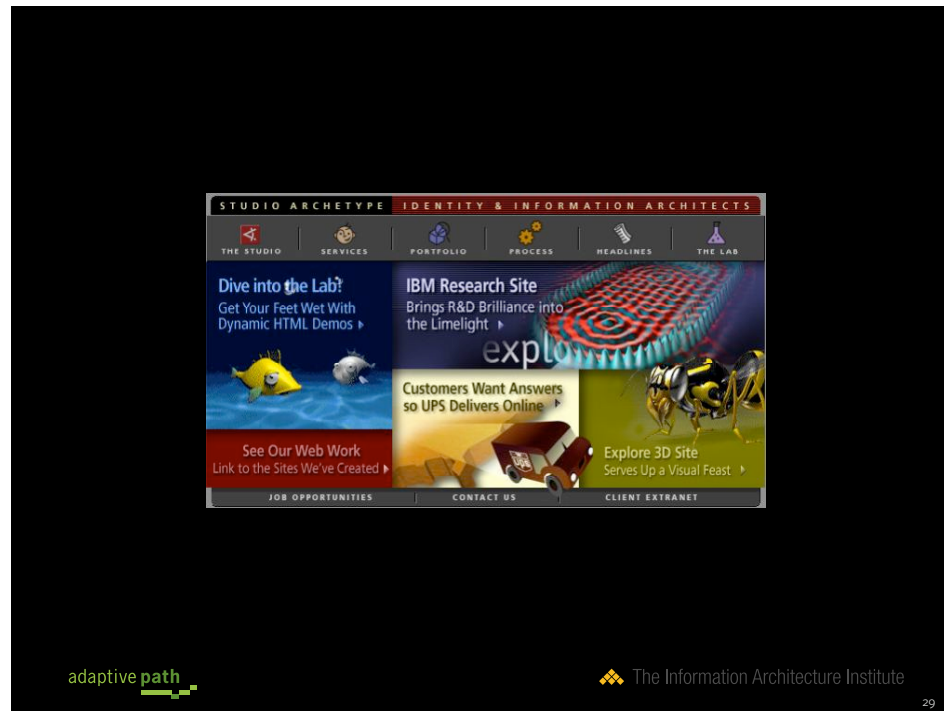 STUDIO ARCHETYPE IDENTITY & INFORMATION ARCHITECTS
THE STUDIO SERVICES PORTFOLIO PROCESS HEADLINES THE LAB
Dive into the Lab!
Get Your Feet Wet With
Dynamic HTML Demos
IBM Research Site
Brings R&D Brilliance into
the Limelight
explo
Customers Want Answers
so UPS Delivers Online
ups
See Our Web Work
Link to the Sites We've Created
Explore 3D Site
Serves Up a Visual Feast
JOB OPPORTUNITIES CONTACT US CLIENT EXTRANET
adaptive path
The Information Architecture Institute
29